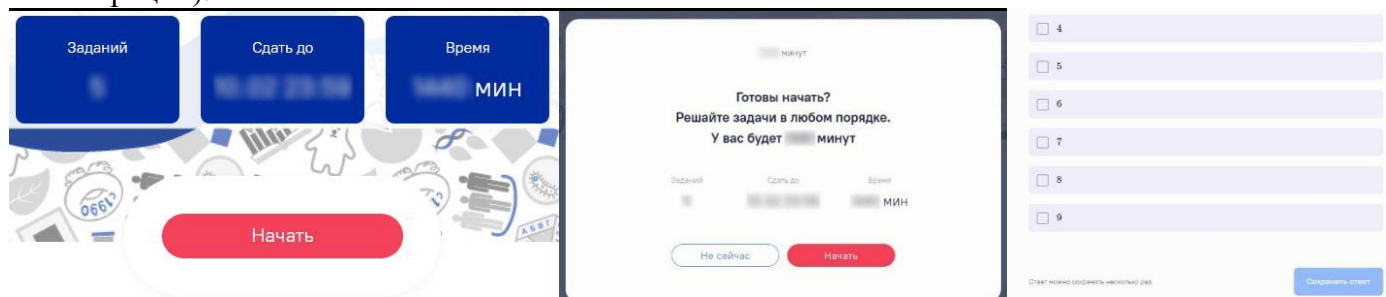 Заданий
Сдать до
Время
мин
Начать
минут
Готовы начать?
Решайте задачи в любом порядке.
У вас будет минут
Заданий
Сдать до
Время
мин
Не сейчас
Начать
4
5
6
7
8
9
Ответ можно сохранять несколько раз
Сохранить ответ